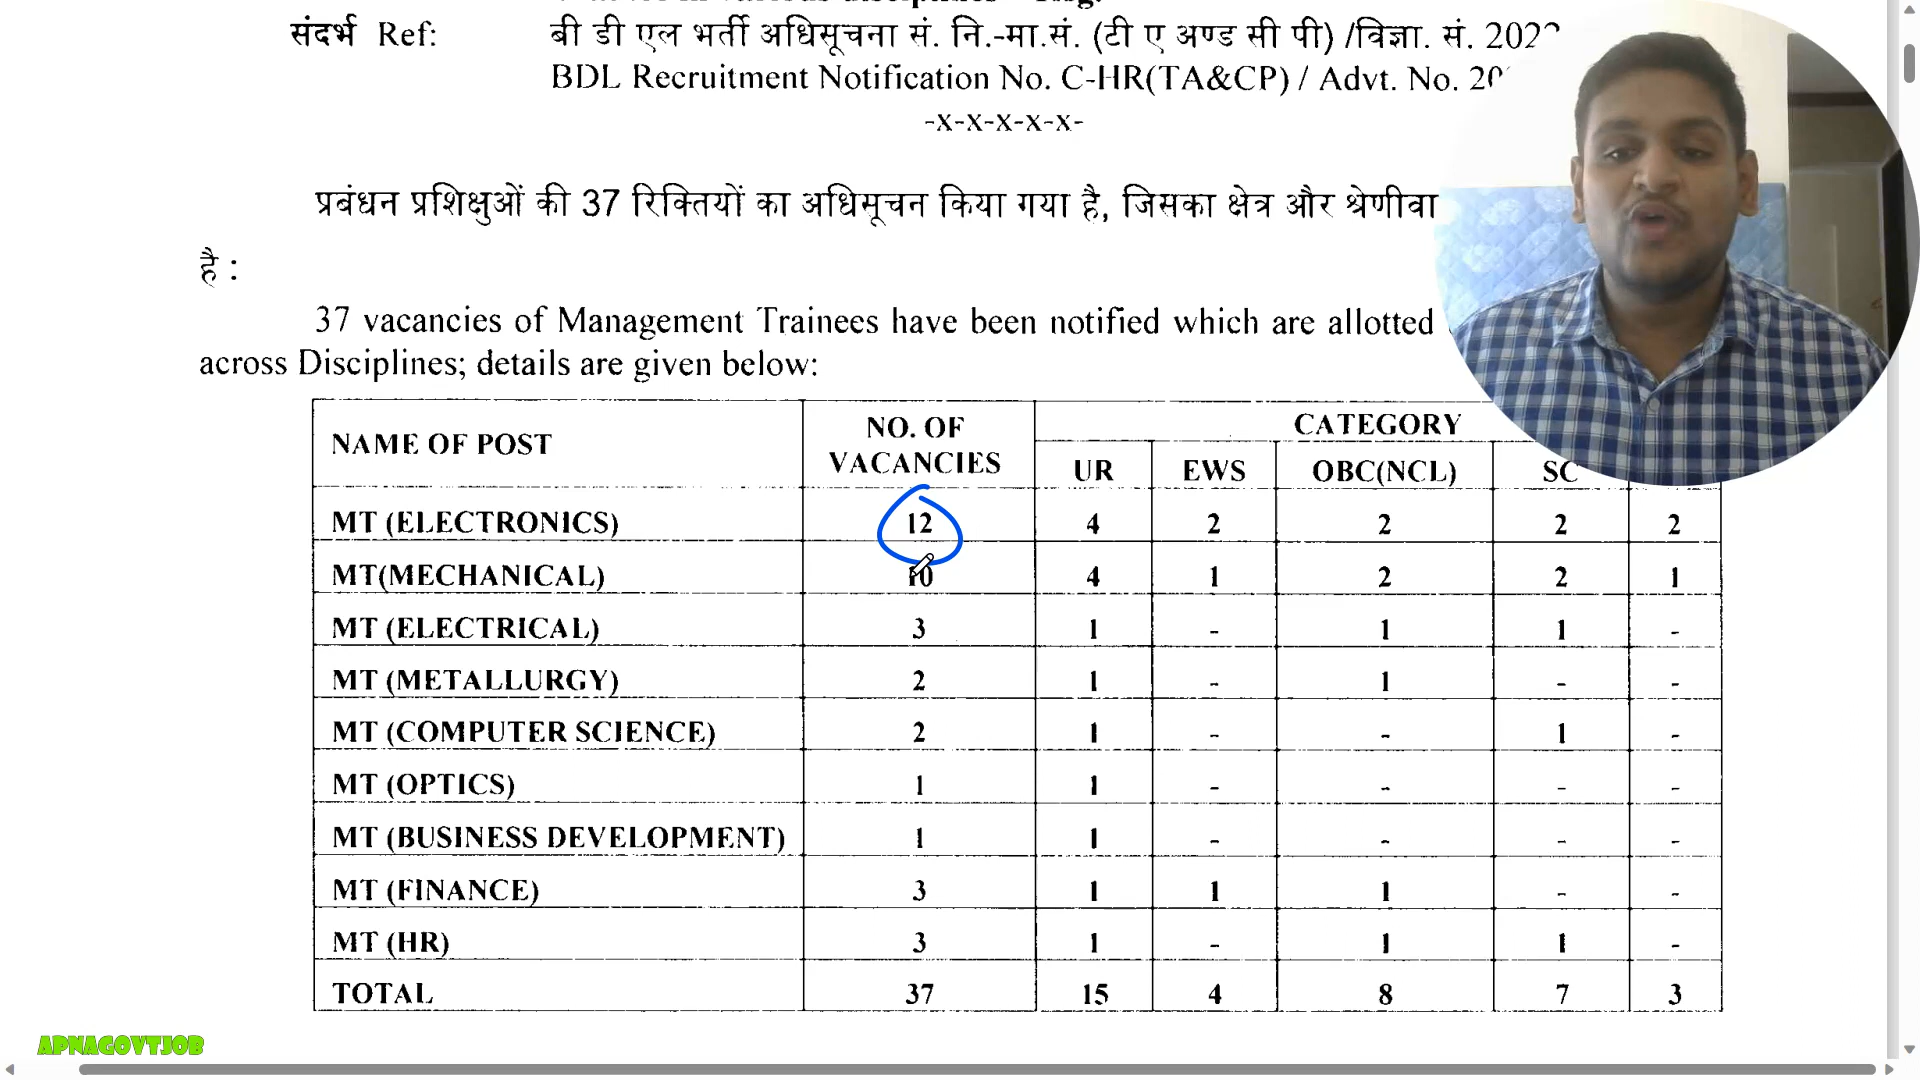 संदर्भ Ref: बी डी एल भर्ती अधिसूचना सं. नि.-मा.सं. (टी ए अण्ड सी पी) /विज्ञा. सं.
BDL Recruitment Notification No. C-HR(TA&CP) / Advt. No.
-x-x-x-x-x-
प्रबंधन प्रशिक्षुओं की 37 रिक्तियों का अधिसूचन किया गया है, जिसका क्षेत्र और
है :
37 vacancies of Management Trainees have been notified which are allotted
across Disciplines; details are given below:
NAME OF POST NO. OF VACANCIES CATEGORY
UR EWS OBC(NCL) SC
MT (ELECTRONICS) 12 4 2 2 2 2
MT(MECHANICAL) 10 4 1 2 2 1
MT (ELECTRICAL) 3 1 - 1 1 -
MT (METALLURGY) 2 1 - 1 - -
MT (COMPUTER SCIENCE) 2 1 - - 1 -
MT (OPTICS) 1 1 - - - -
MT (BUSINESS DEVELOPMENT) 1 1 - - - -
MT (FINANCE) 3 1 1 1 - -
MT (HR) 3 1 - 1 1 -
TOTAL 37 15 4 8 7 3
APNAGOVTJOB